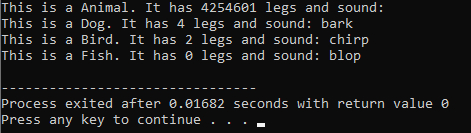 This is a Animal. It has 4254601 legs and sound:
This is a Dog. It has 4 legs and sound: bark
This is a Bird. It has 2 legs and sound: chirp
This is a Fish. It has 0 legs and sound: blop
--------------------------------
Process exited after 0.01682 seconds with return value 0
Press any key to continue . . .